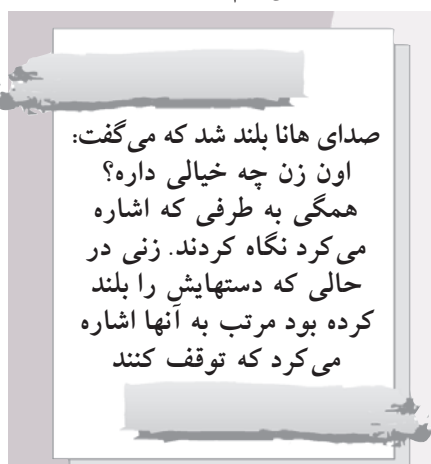 صدای هانا بلند شد که می‌گفت:
اون زن چه خیالی داره؟
همگی به طرفی که اشاره
می‌کرد نگاه کردند. زنی در
حالی که دستهایش را بلند
کرده بود مرتب به آنها اشاره
می‌کرد که توقف کنند